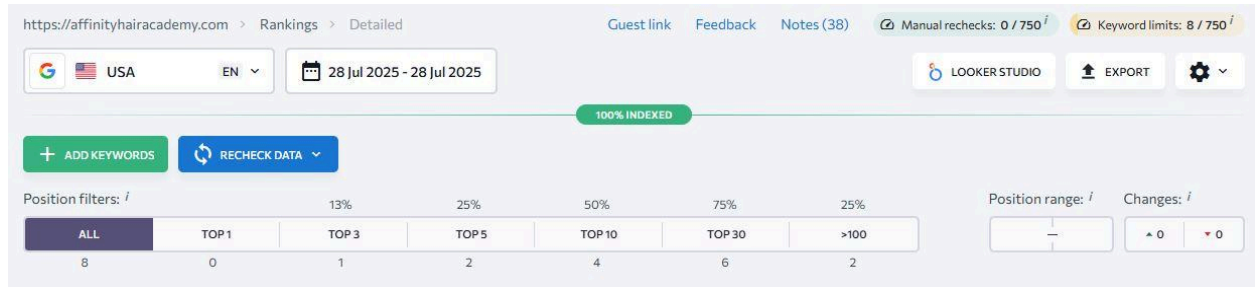 https://affinityhairacademy.com > Rankings > Detailed Guest link Feedback Notes (38) Manual rechecks: 0 / 750 i Keyword limits: 8 / 750 i
G USA EN 28 Jul 2025 - 28 Jul 2025 LOOKER STUDIO EXPORT
100% INDEXED
+ ADD KEYWORDS RECHECK DATA
Position filters: i 13% 25% 50% 75% 25% Position range: i Changes: i
ALL TOP 1 TOP 3 TOP 5 TOP 10 TOP 30 >100 — ▲ 0 ▼ 0
8 0 1 2 4 6 2